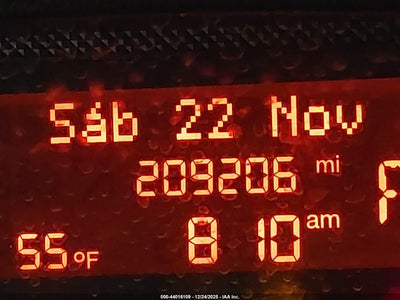 Sáb 22 Nov
209206 mi
55°F 8 10 am
000-44016109 - 12/24/2025 - IAA Inc.